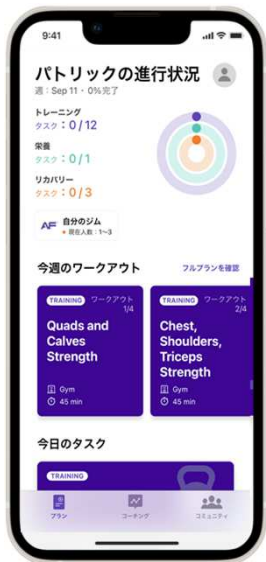 9:41
パトリックの進行状況
週：Sep 11・0%完了
トレーニング
タスク：0/12
栄養
タスク：0/1
リカバリー
タスク：0/3
AF 自分のジム
現在人数：1~3
今週のワークアウト フルプランを確認
TRAINING ワークアウト 1/4
Quads and
Calves
Strength
Gym
45 min
TRAINING ワークアウト 2/4
Chest,
Shoulders,
Triceps
Strength
Gym
45 min
今日のタスク
TRAINING
プラン コーチング コミュニティ